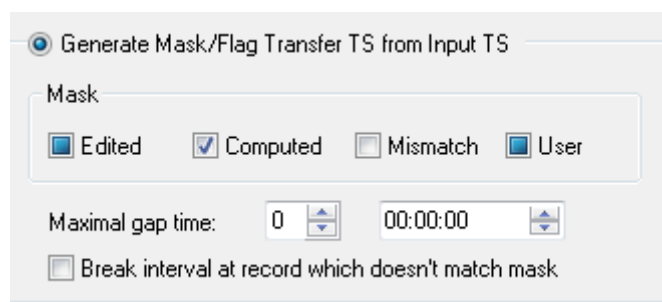 Generate Mask/Flag Transfer TS from Input TS
Mask
Edited Computed Mismatch User
Maximal gap time: 0 00:00:00
Break interval at record which doesn't match mask